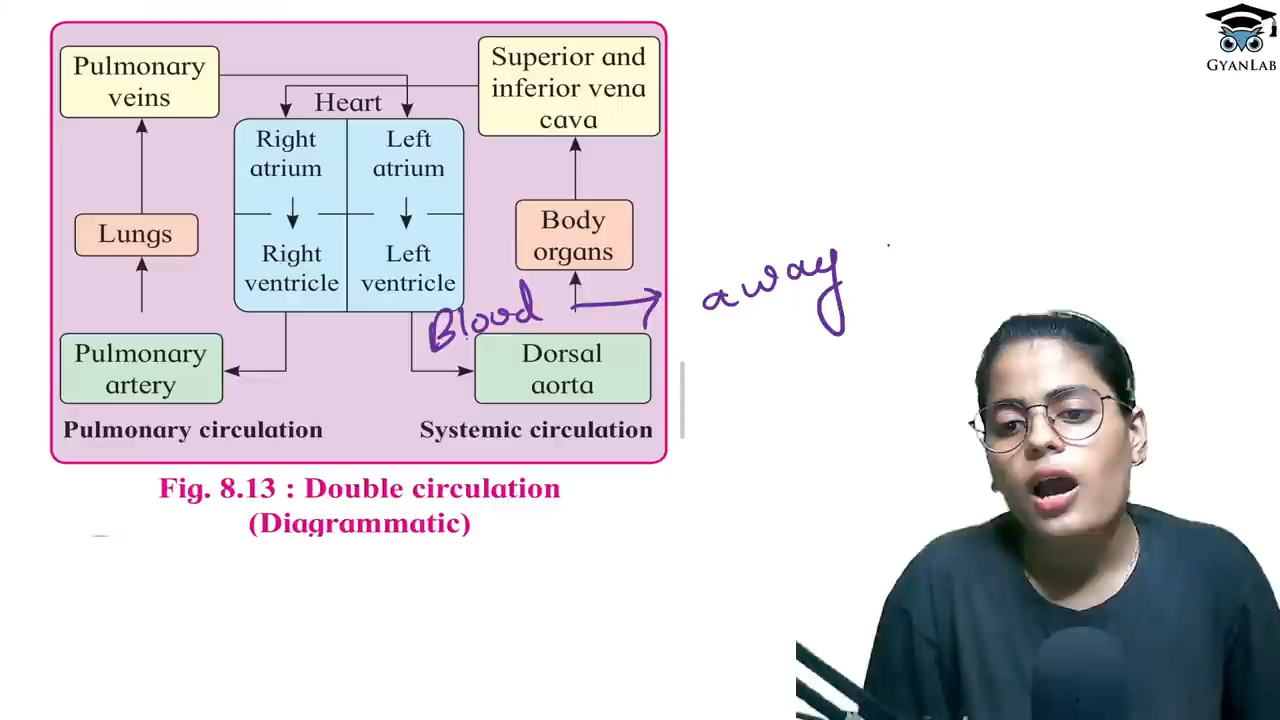 GYANLAB
Pulmonary
veins
Superior and
inferior vena
cava
Heart
Right
atrium
Left
atrium
Lungs
Body
organs
Right
ventricle
Left
ventricle
Blood → away
Pulmonary
artery
Dorsal
aorta
Pulmonary circulation
Systemic circulation
Fig. 8.13 : Double circulation
(Diagrammatic)